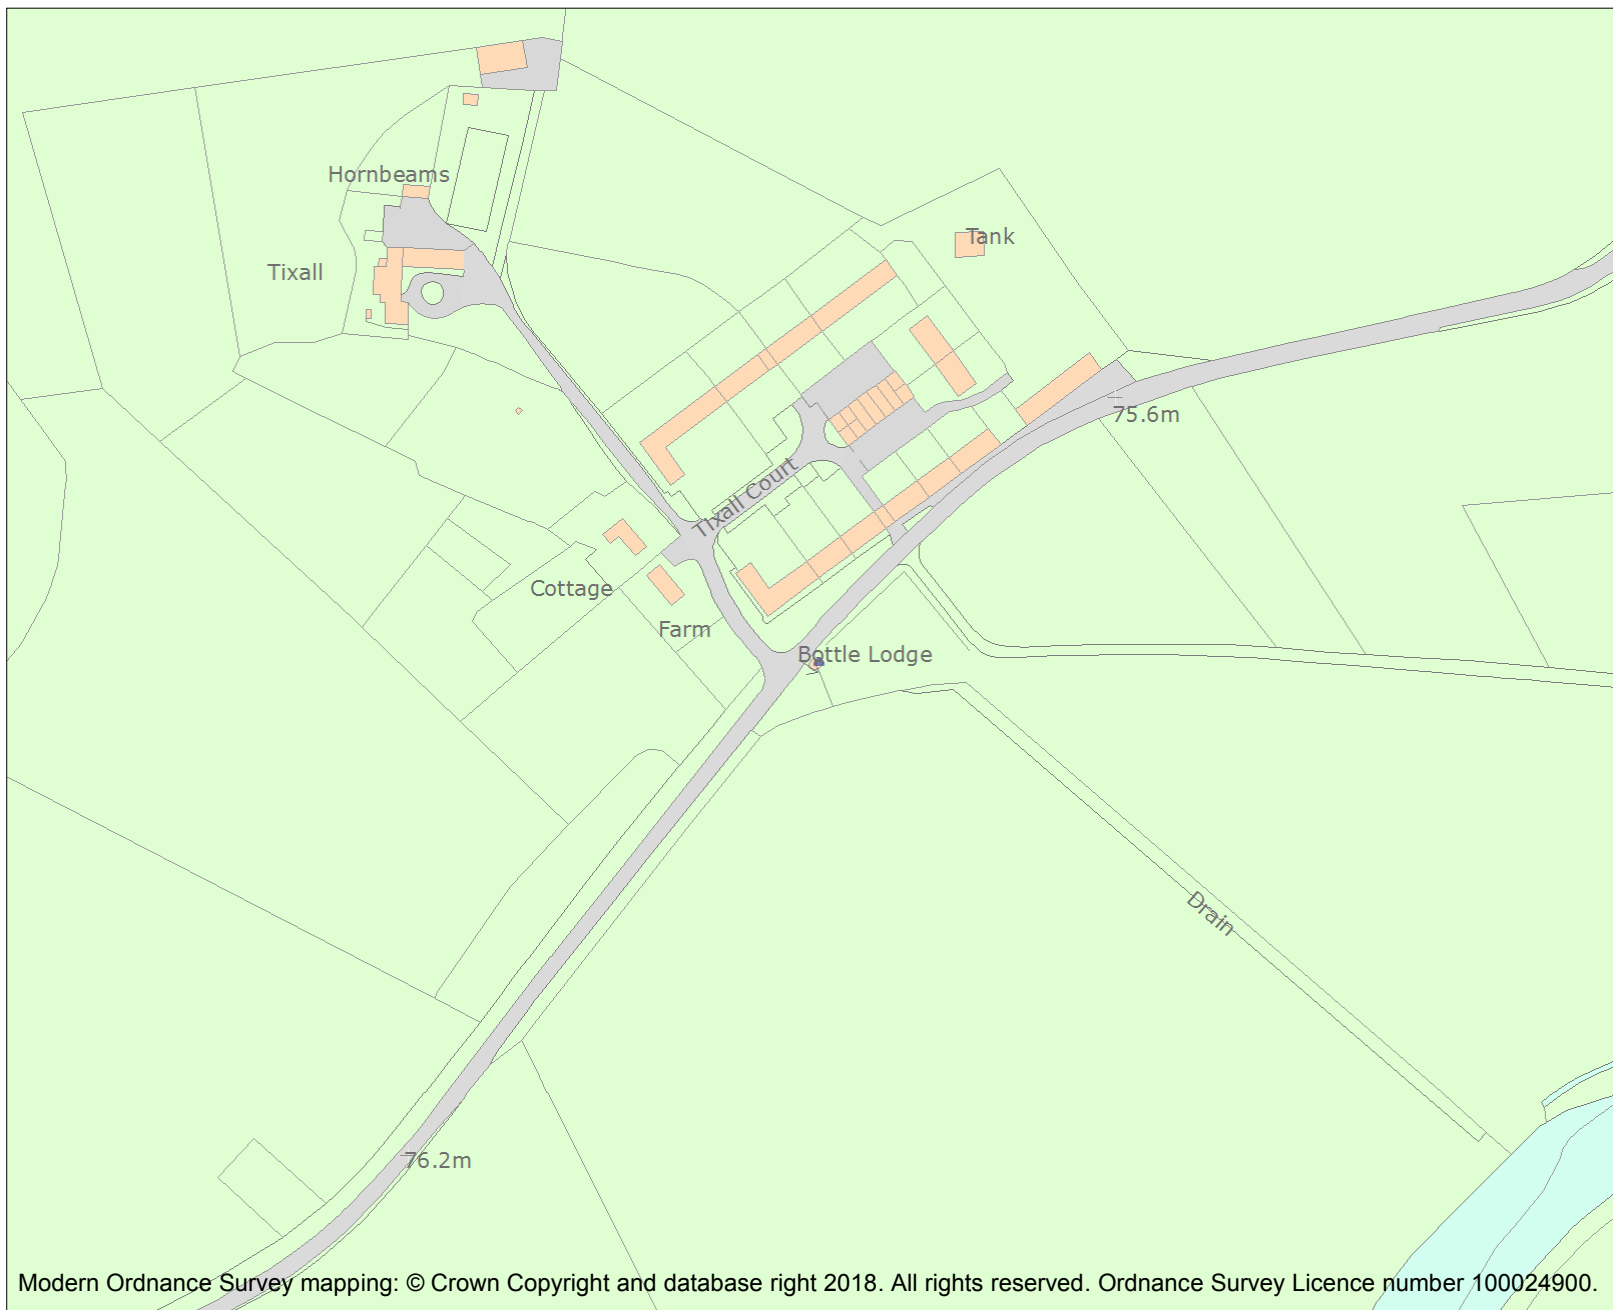 Hornbeams
Tank
Tixall
75.6m
Tixall Court
Cottage
Farm
Bottle Lodge
Drain
76.2m
Modern Ordnance Survey mapping: © Crown Copyright and database right 2018. All rights reserved. Ordnance Survey Licence number 100024900.